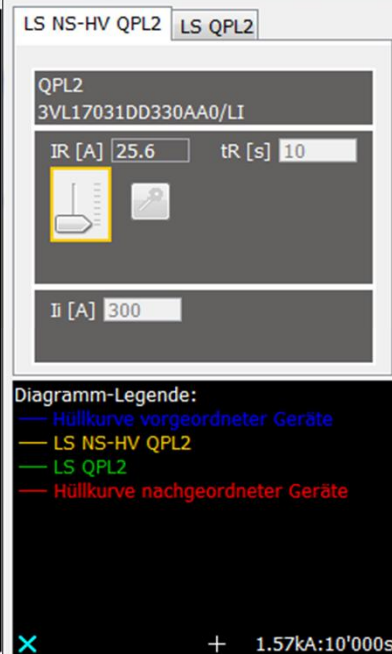 LS NS-HV QPL2 LS QPL2
QPL2
3VL17031DD330AA0/LI
IR [A] 25.6 tR [s] 10
Ii [A] 300
Diagramm-Legende:
Hüllkurve vorgeordneter Geräte
LS NS-HV QPL2
LS QPL2
Hüllkurve nachgeordneter Geräte
1.57kA:10'000s